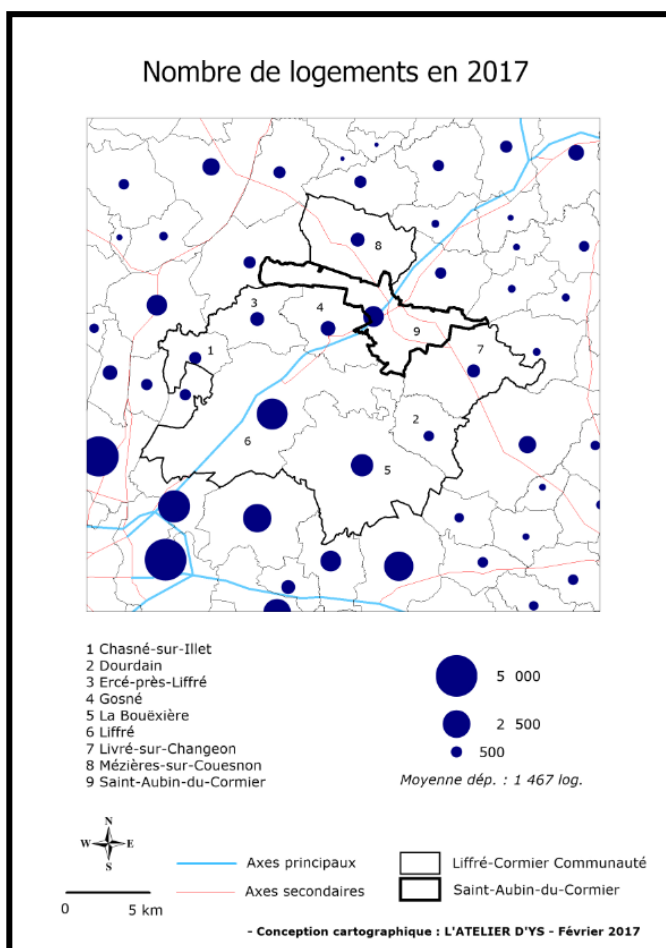 Nombre de logements en 2017
8
3
4
9
1
7
2
6
5
1 Chasné-sur-Illet
2 Dourdain
3 Ercé-près-Liffré
4 Gosné
5 La Bouëxière
6 Liffré
7 Livré-sur-Changeon
8 Mézières-sur-Couesnon
9 Saint-Aubin-du-Cormier
5 000
2 500
500
Moyenne dép. : 1 467 log.
N
W E
S
0 5 km
Axes principaux
Axes secondaires
Liffré-Cormier Communauté
Saint-Aubin-du-Cormier
- Conception cartographique : L'ATELIER D'YS - Février 2017